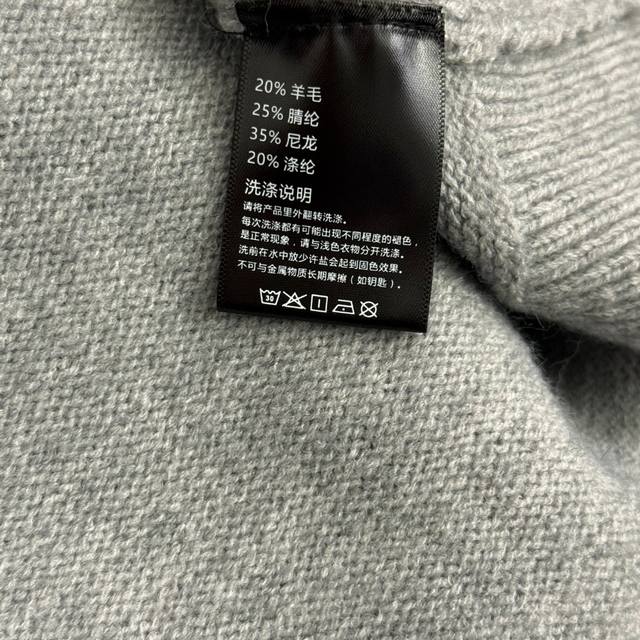 20% 羊毛
25% 腈纶
35% 尼龙
20% 涤纶
洗涤说明
请将产品里外翻转洗涤。
每次洗涤都有可能出现不同程度的褪色，
是正常现象，请与浅色衣物分开洗涤。
洗前在水中放少许盐会起到固色效果。
不可与金属物质长期摩擦（如钥匙）。
30